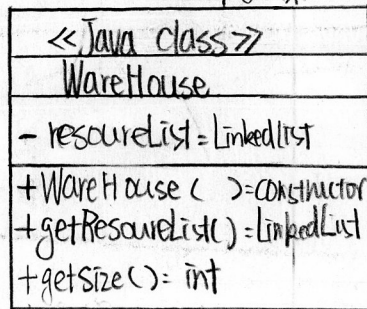 <<Java class>>
WareHouse
- resoureList=LinkedList
+WareHouse ( )=constructor
+getResoureList()=LinkedList
+getSize()= int